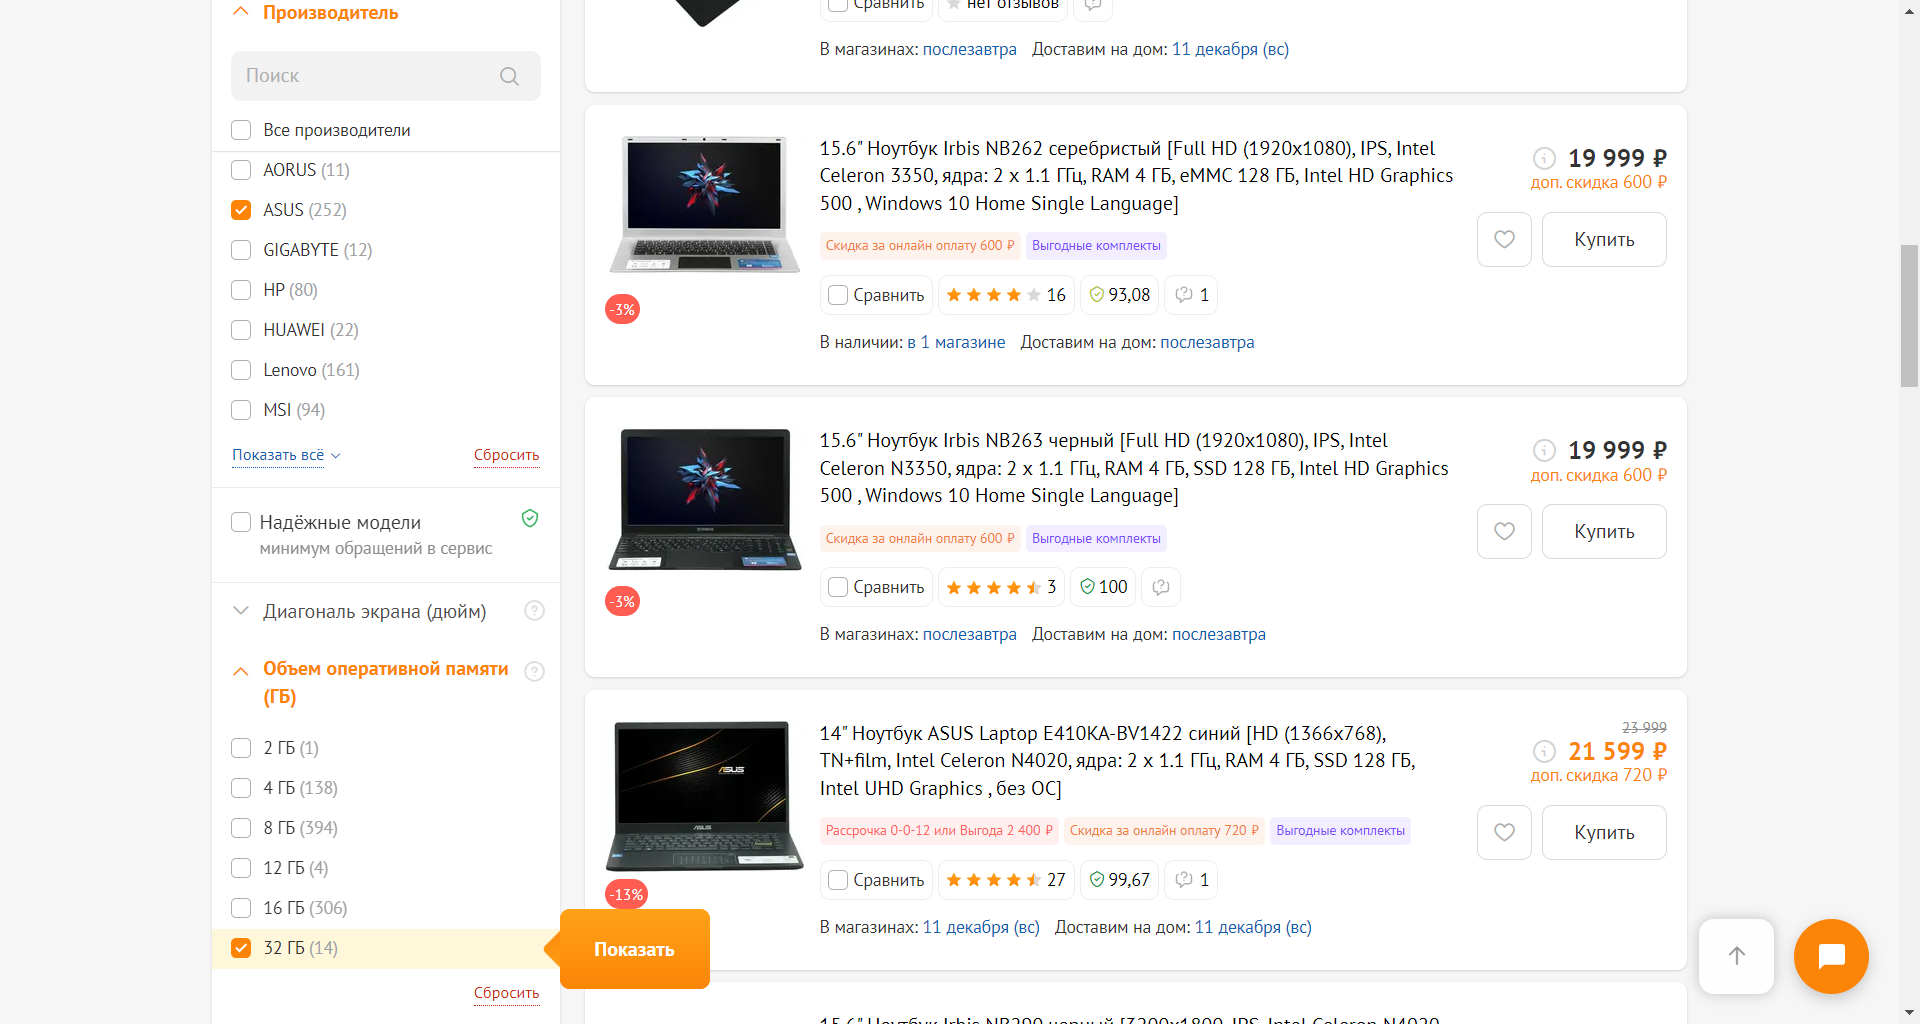 Производитель
Поиск
Все производители
AORUS (11)
ASUS (252)
GIGABYTE (12)
HP (80)
HUAWEI (22)
Lenovo (161)
MSI (94)
Показать всё
Сбросить
Надёжные модели
минимум обращений в сервис
Диагональ экрана (дюйм)
?
Объем оперативной памяти
(ГБ)
?
2 ГБ (1)
4 ГБ (138)
8 ГБ (394)
12 ГБ (4)
16 ГБ (306)
32 ГБ (14)
Показать
Сбросить
Сравнить
нет отзывов
В магазинах: послезавтра Доставим на дом: 11 декабря (вс)
15.6" Ноутбук Irbis NB262 серебристый [Full HD (1920x1080), IPS, Intel
Celeron 3350, ядра: 2 x 1.1 ГГц, RAM 4 ГБ, eMMC 128 ГБ, Intel HD Graphics
500 , Windows 10 Home Single Language]
19 999 ₽
доп. скидка 600 ₽
Купить
Скидка за онлайн оплату 600 ₽ Выгодные комплекты
-3%
Сравнить 16 93,08 1
В наличии: в 1 магазине Доставим на дом: послезавтра
15.6" Ноутбук Irbis NB263 черный [Full HD (1920x1080), IPS, Intel
Celeron N3350, ядра: 2 x 1.1 ГГц, RAM 4 ГБ, SSD 128 ГБ, Intel HD Graphics
500 , Windows 10 Home Single Language]
19 999 ₽
доп. скидка 600 ₽
Купить
Скидка за онлайн оплату 600 ₽ Выгодные комплекты
-3%
Сравнить 3 100
В магазинах: послезавтра Доставим на дом: послезавтра
ASUS
ASUS
14" Ноутбук ASUS Laptop E410KA-BV1422 синий [HD (1366x768),
TN+film, Intel Celeron N4020, ядра: 2 x 1.1 ГГц, RAM 4 ГБ, SSD 128 ГБ,
Intel UHD Graphics , без ОС]
23 999
21 599 ₽
доп. скидка 720 ₽
Купить
Рассрочка 0-0-12 или Выгода 2 400 ₽ Скидка за онлайн оплату 720 ₽ Выгодные комплекты
-13%
Сравнить 27 99,67 1
В магазинах: 11 декабря (вс) Доставим на дом: 11 декабря (вс)
15.6" Ноутбук Irbis NB290 черный [3200x1800, IPS, Intel Celeron N4020,